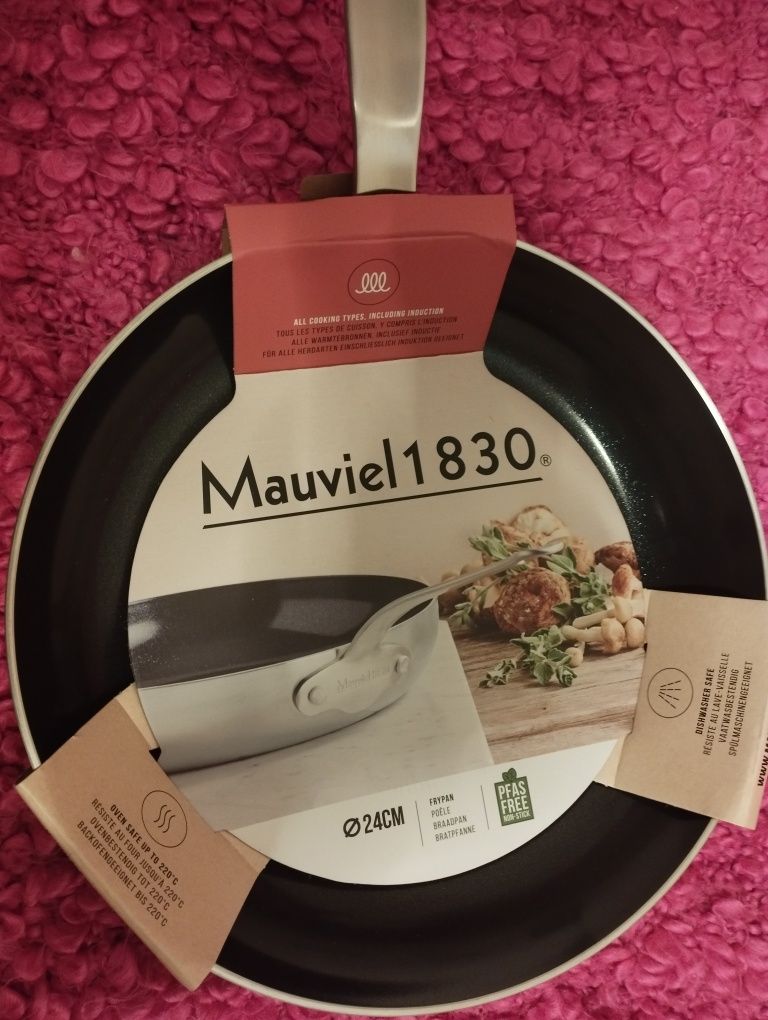 ALL COOKING TYPES, INCLUDING INDUCTION
TOUS LES TYPES DE CUISSON, Y COMPRIS L'INDUCTION
ALLE WARMTEBRONNEN, INCLUSIEF INDUCTIE
FÜR ALLE HERDARTEN EINSCHLIESSLICH INDUKTION GEEIGNET
Mauviel1830®
Mauviel1830
DISHWASHER SAFE
RÉSISTE AU LAVE-VAISSELLE
VAATWASBESTENDIG
SPÜLMASCHINENGEEIGNET
OVEN SAFE UP TO 220°C
RÉSISTE AU FOUR JUSQU'À 220°C
OVENBESTENDIG TOT 220°C
BACKOFENGEEIGNET BIS 220°C
Ø24CM
FRYPAN
POÊLE
BRAADPAN
BRATPFANNE
PFAS
FREE
NON-STICK